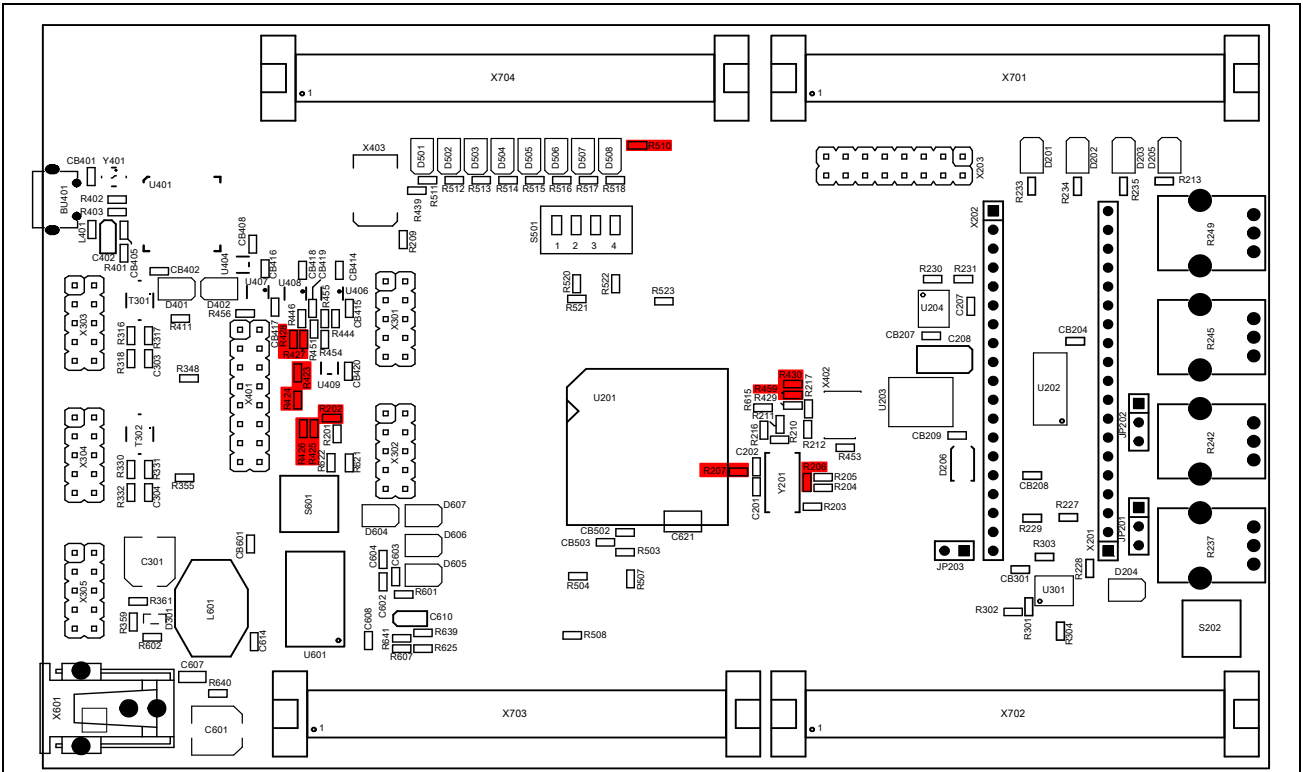 X704
1
X701
1
X403
D501
D502
D503
D504
D505
D506
D507
D508
R510
R511
R512
R513
R514
R515
R516
R517
R518
R439
R209
S501
1
2
3
4
X203
D201
D202
D203
D205
R233
R234
R235
R213
CB401
Y401
U401
BU401
R402
R403
L401
C402
R401
CB405
CB402
CB408
U404
CB416
CB418
CB419
CB414
U407
U408
R455
U406
T301
D401
D402
R456
R411
CB417
R446
CB415
R444
R451
R454
X303
R316
R317
R318
C303
R348
X401
R428
R427
R423
R424
U409
CB420
X301
R520
R521
R522
R523
X202
R249
R230
R231
U204
C207
CB207
C208
CB204
R245
U201
R430
R459
R429
R615
R217
X402
R211
R216
R210
R212
R453
U203
U202
CB209
D206
JP202
R242
R202
R201
R426
R425
R622
R621
X302
X304
T302
R330
R331
R332
C304
R355
S601
R207
C202
C201
Y201
R206
R205
R204
R203
CB208
R229
R227
X201
JP201
R237
D607
D604
D606
D605
CB502
CB503
R503
C621
R504
R507
R508
JP203
R303
CB301
R228
U301
D204
R302
R301
R304
S202
X305
C301
CB601
L601
R361
R359
D301
R602
C614
U601
C604
C603
C602
R601
C610
C608
R641
R639
R607
R625
X601
C607
R640
C601
X703
1
X702
1